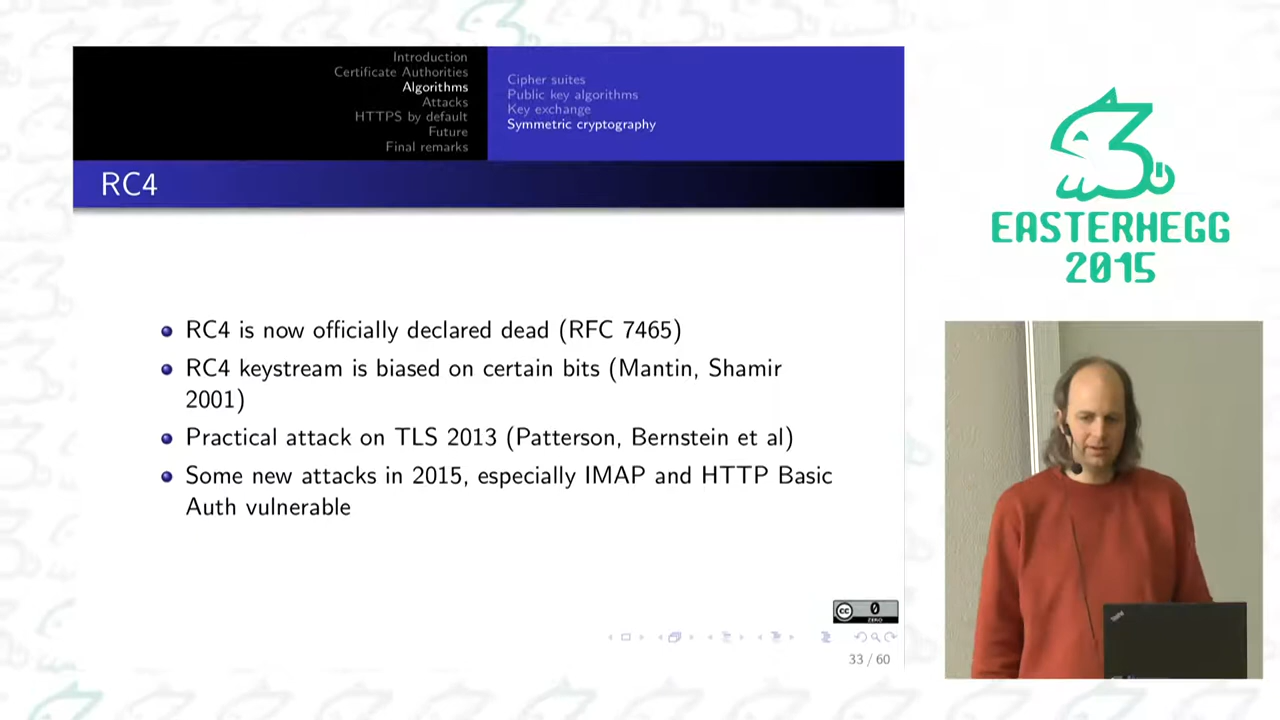 Introduction
Certificate Authorities
Algorithms
Attacks
HTTPS by default
Future
Final remarks
Cipher suites
Public key algorithms
Key exchange
Symmetric cryptography
RC4
RC4 is now officially declared dead (RFC 7465)
RC4 keystream is biased on certain bits (Mantin, Shamir
2001)
Practical attack on TLS 2013 (Patterson, Bernstein et al)
Some new attacks in 2015, especially IMAP and HTTP Basic
Auth vulnerable
cc 0
ZERO
33 / 60
EASTERHEGG
2015